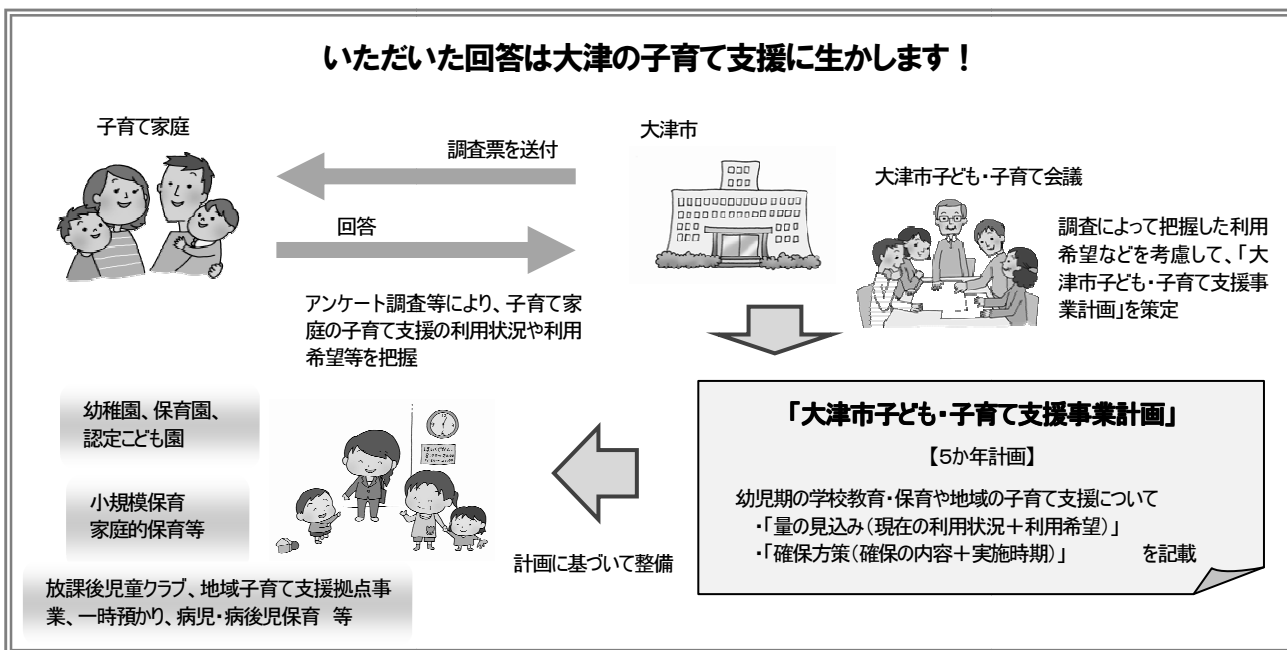 いただいた回答は大津の子育て支援に生かします！
子育て家庭
調査票を送付
回答
大津市
アンケート調査等により、子育て家
庭の子育て支援の利用状況や利用
希望等を把握
大津市子ども・子育て会議
調査によって把握した利用
希望などを考慮して、「大
津市子ども・子育て支援事
業計画」を策定
「大津市子ども・子育て支援事業計画」
【５か年計画】
幼児期の学校教育・保育や地域の子育て支援について
・「量の見込み（現在の利用状況＋利用希望）」
・「確保方策（確保の内容＋実施時期）」　を記載
計画に基づいて整備
幼稚園、保育園、
認定こども園
小規模保育
家庭的保育等
放課後児童クラブ、地域子育て支援拠点事
業、一時預かり、病児・病後児保育　等